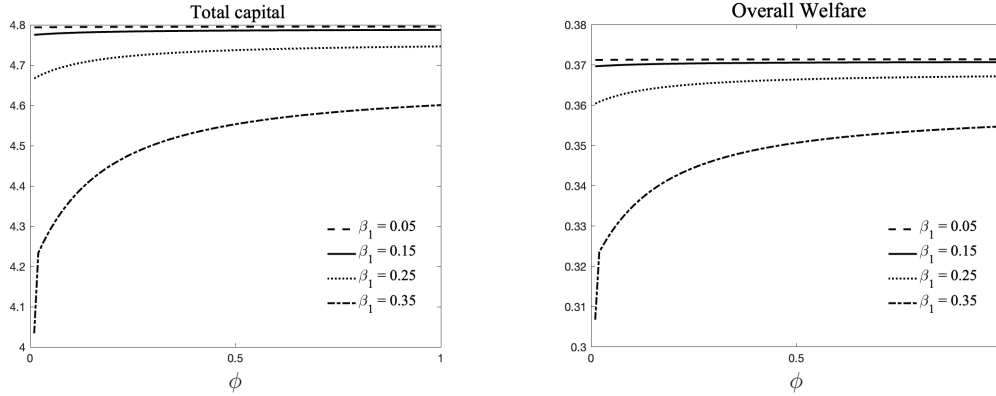 Total capital
4.8
4.7
4.6
4.5
4.4
4.3
4.2
4.1
4
0
0.5
1
ϕ
β1 = 0.05
β1 = 0.15
β1 = 0.25
β1 = 0.35
Overall Welfare
0.38
0.37
0.36
0.35
0.34
0.33
0.32
0.31
0.3
0
0.5
ϕ
β1 = 0.05
β1 = 0.15
β1 = 0.25
β1 = 0.35